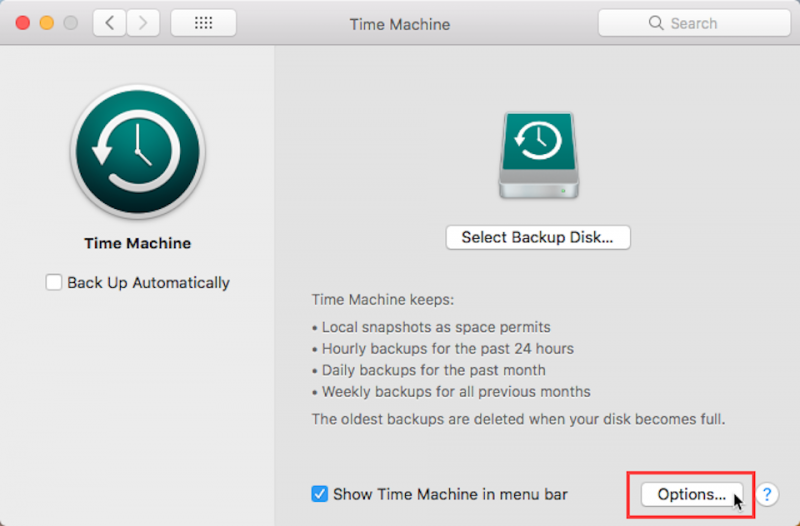 Time Machine
Search
Time Machine
Back Up Automatically
Select Backup Disk...
Time Machine keeps:
• Local snapshots as space permits
• Hourly backups for the past 24 hours
• Daily backups for the past month
• Weekly backups for all previous months
The oldest backups are deleted when your disk becomes full.
Show Time Machine in menu bar
Options...
?